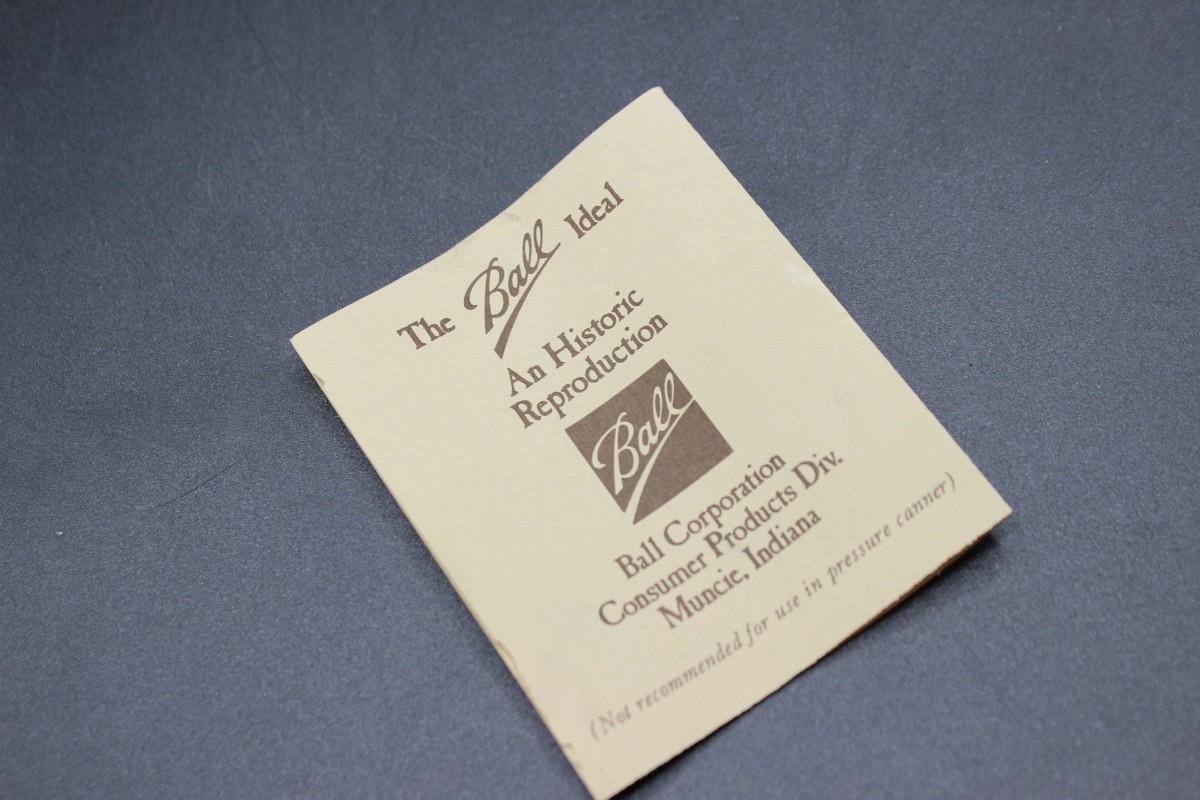 The Ball Ideal
An Historic
Reproduction
Ball
Ball Corporation
Consumer Products Div.
Muncie, Indiana
(Not recommended for use in pressure canner)